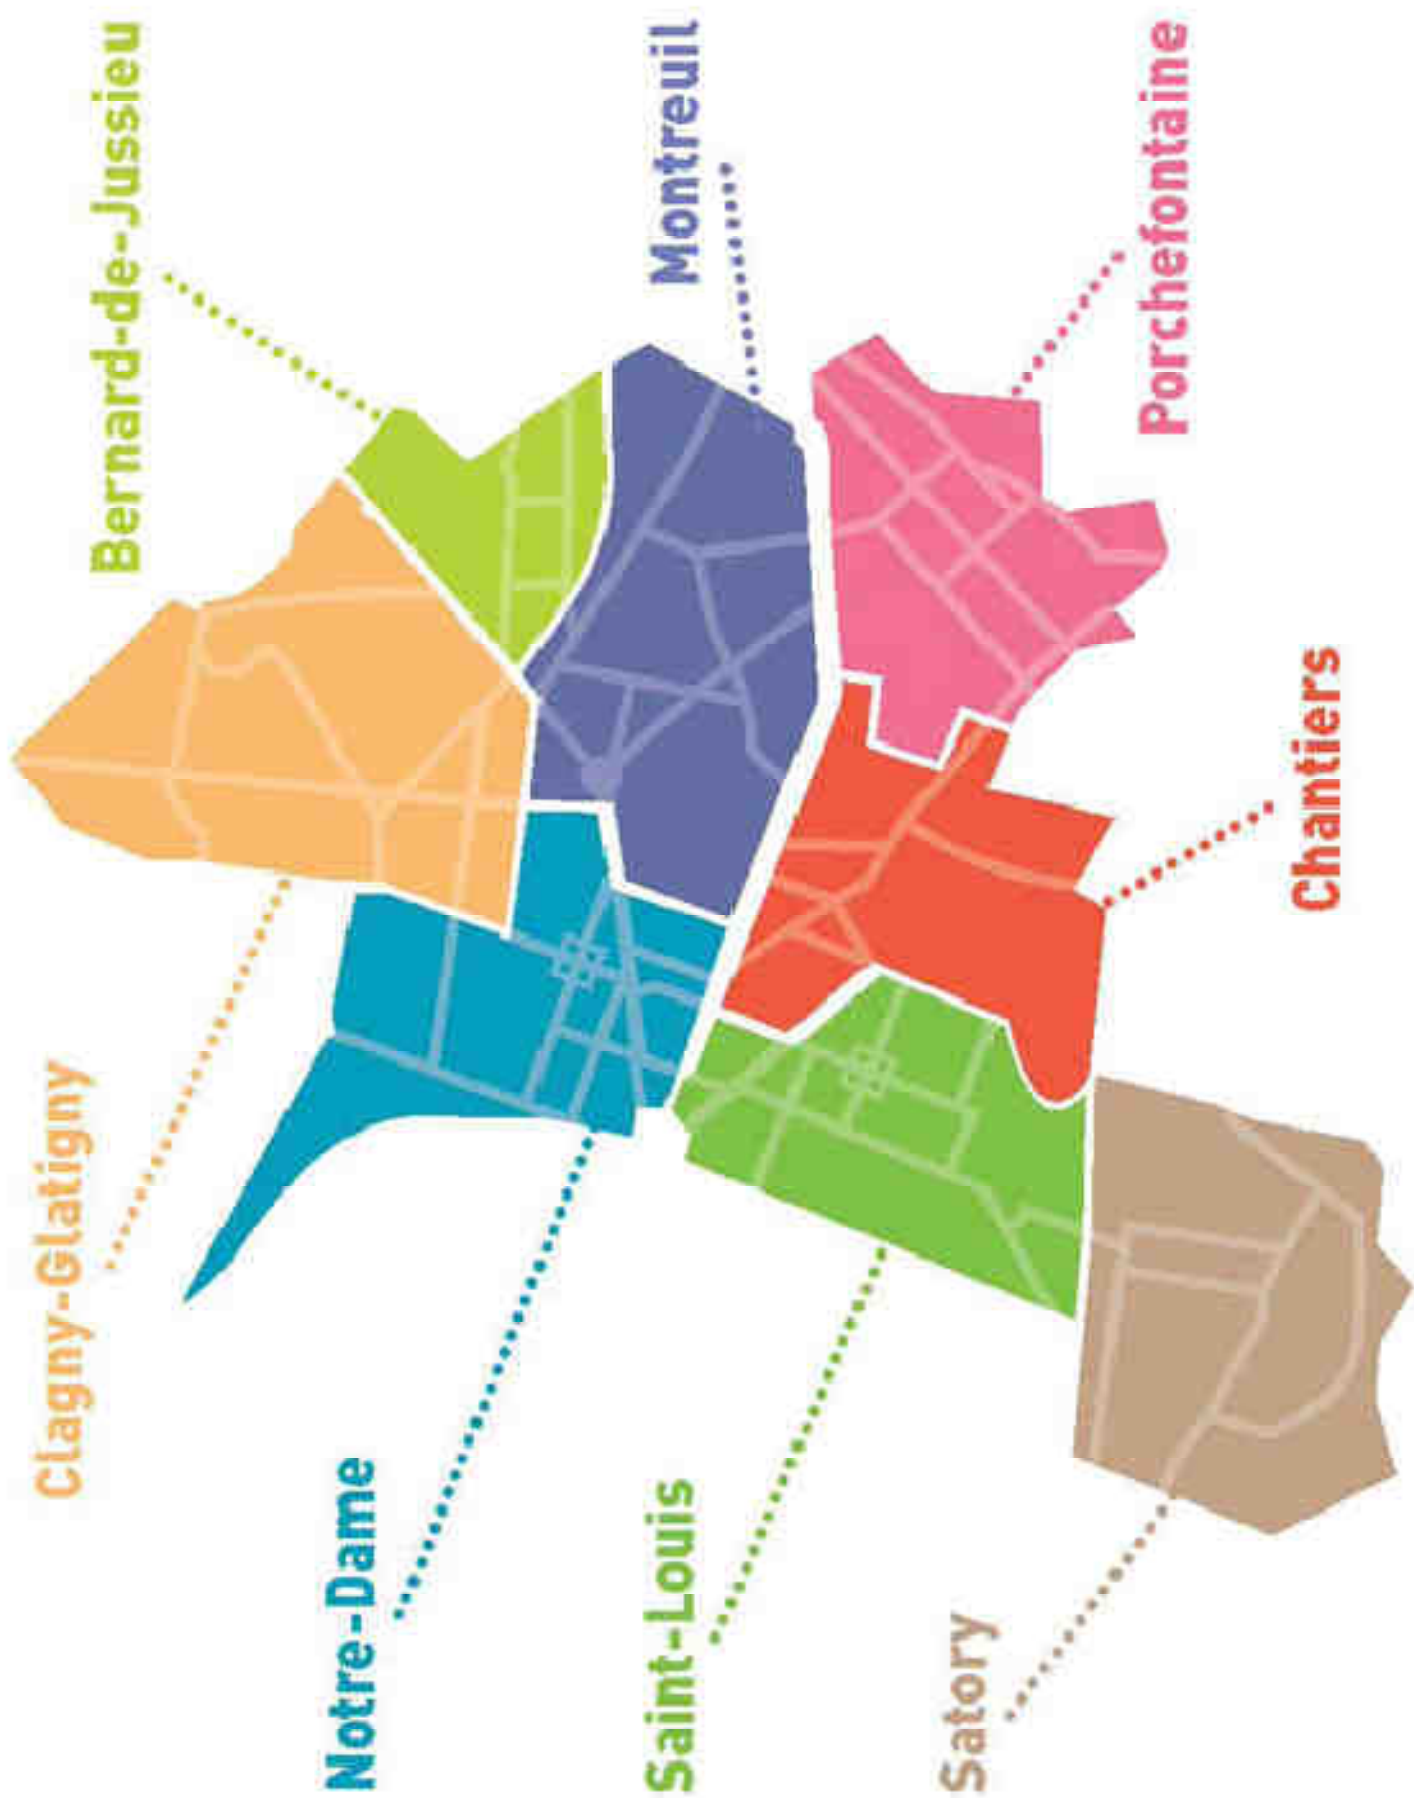 Clagny-Glatigny
Bernard-de-Jussieu
Notre-Dame
Montreuil
Saint-Louis
Porchefontaine
Satory
Chantiers